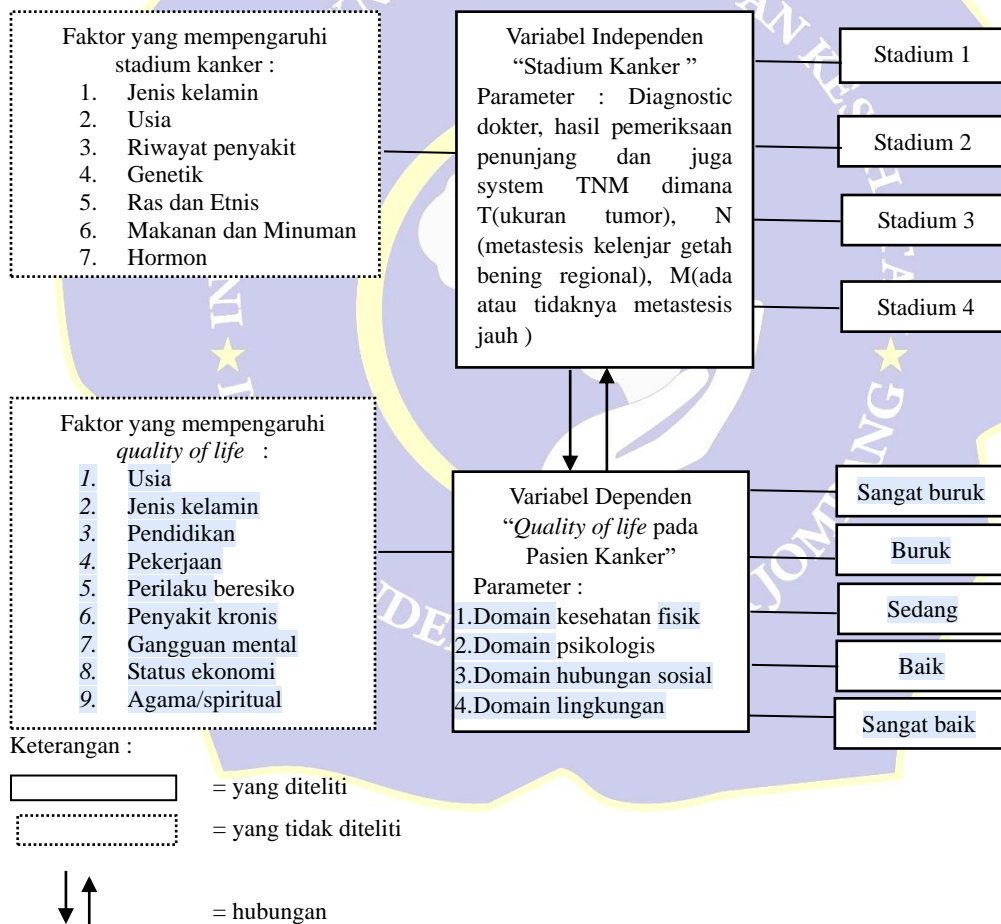 Faktor yang mempengaruhi
stadium kanker :
1. Jenis kelamin
2. Usia
3. Riwayat penyakit
4. Genetik
5. Ras dan Etnis
6. Makanan dan Minuman
7. Hormon
Variabel Independen
“Stadium Kanker ”
Parameter : Diagnostic
dokter, hasil pemeriksaan
penunjang dan juga
system TNM dimana
T(ukuran tumor), N
(metastesis kelenjar getah
bening regional), M(ada
atau tidaknya metastesis
jauh )
Stadium 1
Stadium 2
Stadium 3
Stadium 4
Faktor yang mempengaruhi
quality of life :
1. Usia
2. Jenis kelamin
3. Pendidikan
4. Pekerjaan
5. Perilaku beresiko
6. Penyakit kronis
7. Gangguan mental
8. Status ekonomi
9. Agama/spiritual
Variabel Dependen
“Quality of life pada
Pasien Kanker”
Parameter :
1.Domain kesehatan fisik
2.Domain psikologis
3.Domain hubungan sosial
4.Domain lingkungan
Sangat buruk
Buruk
Sedang
Baik
Sangat baik
Keterangan :
= yang diteliti
= yang tidak diteliti
= hubungan